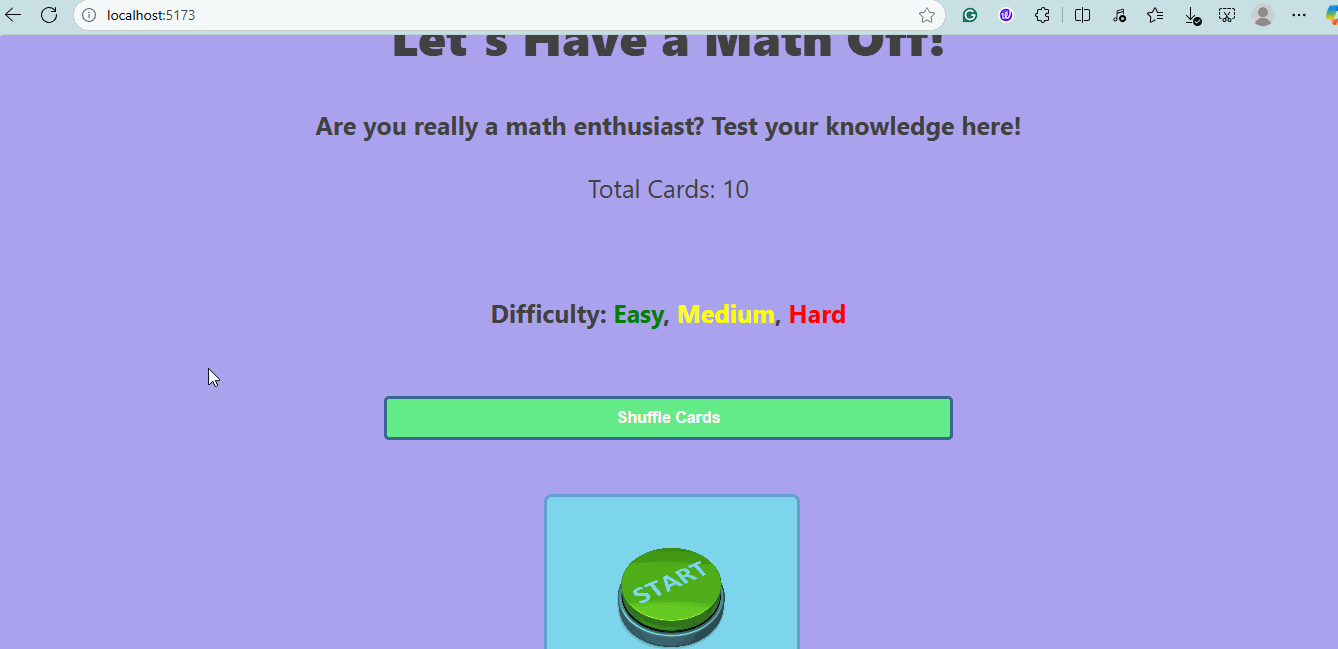 localhost:5173
Let's Have a Math Off!
Are you really a math enthusiast? Test your knowledge here!
Total Cards: 10
Difficulty: Easy, Medium, Hard
Shuffle Cards
START